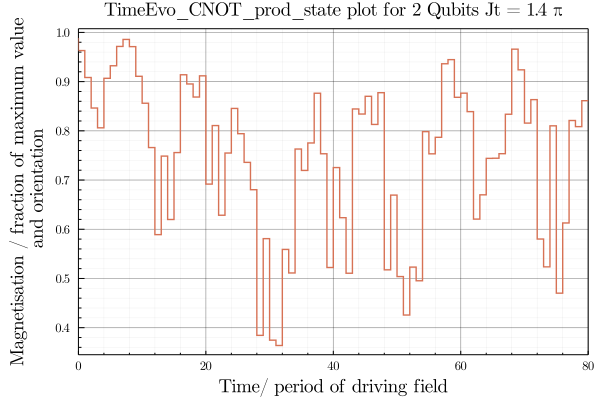 TimeEvo_CNOT_prod_state plot for 2 Qubits Jt = 1.4 π
Magnetisation / fraction of maximum value
and orientation
1.0
0.9
0.8
0.7
0.6
0.5
0.4
0 20 40 60 80
Time/ period of driving field